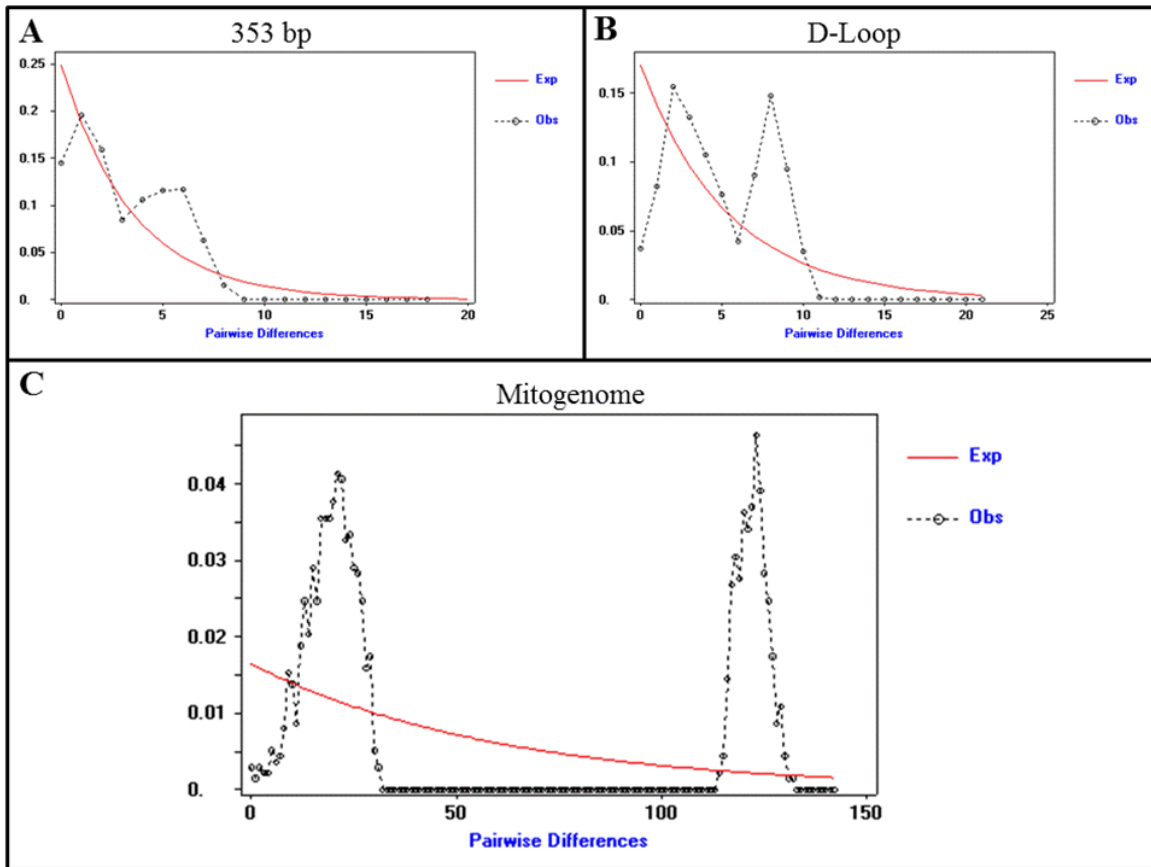 A
353 bp
0.25
0.2
0.15
0.1
0.05
0.
0 5 10 15 20
Pairwise Differences
Exp
Obs
B
D-Loop
0.15
0.1
0.05
0.
0 5 10 15 20 25
Pairwise Differences
Exp
Obs
C
Mitogenome
0.04
0.03
0.02
0.01
0.
0 50 100 150
Pairwise Differences
Exp
Obs